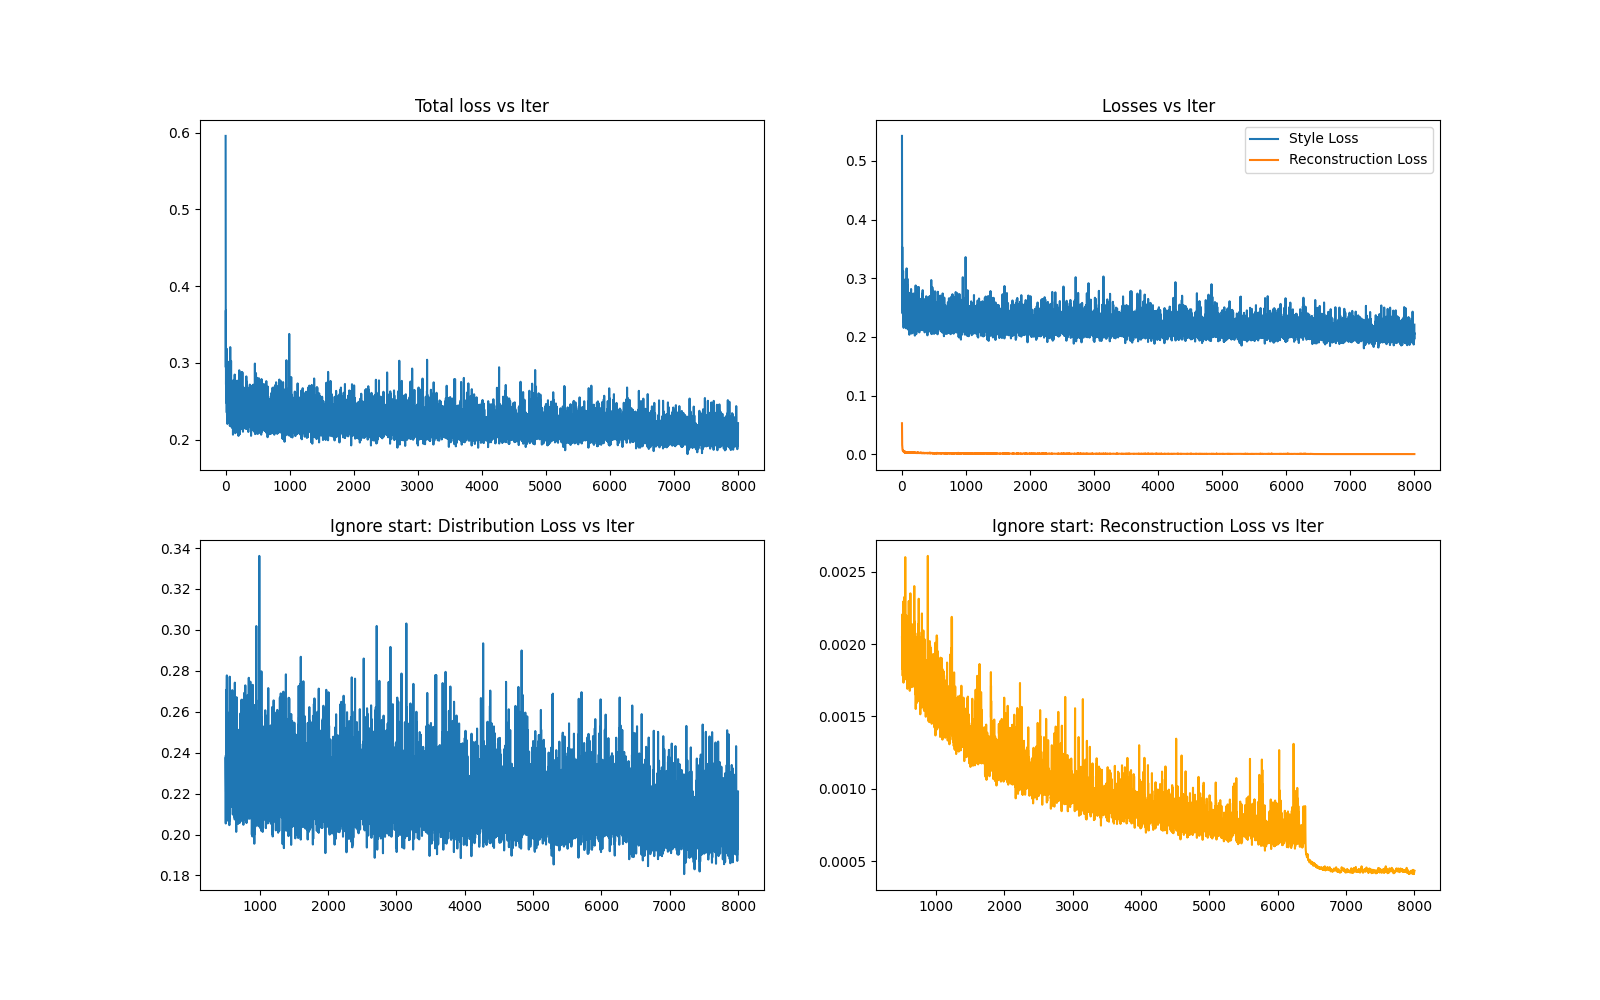 Total loss vs Iter
0.6
0.5
0.4
0.3
0.2
0 1000 2000 3000 4000 5000 6000 7000 8000
Losses vs Iter
Style Loss
Reconstruction Loss
0.5
0.4
0.3
0.2
0.1
0.0
0 1000 2000 3000 4000 5000 6000 7000 8000
Ignore start: Distribution Loss vs Iter
0.34
0.32
0.30
0.28
0.26
0.24
0.22
0.20
0.18
1000 2000 3000 4000 5000 6000 7000 8000
Ignore start: Reconstruction Loss vs Iter
0.0025
0.0020
0.0015
0.0010
0.0005
1000 2000 3000 4000 5000 6000 7000 8000